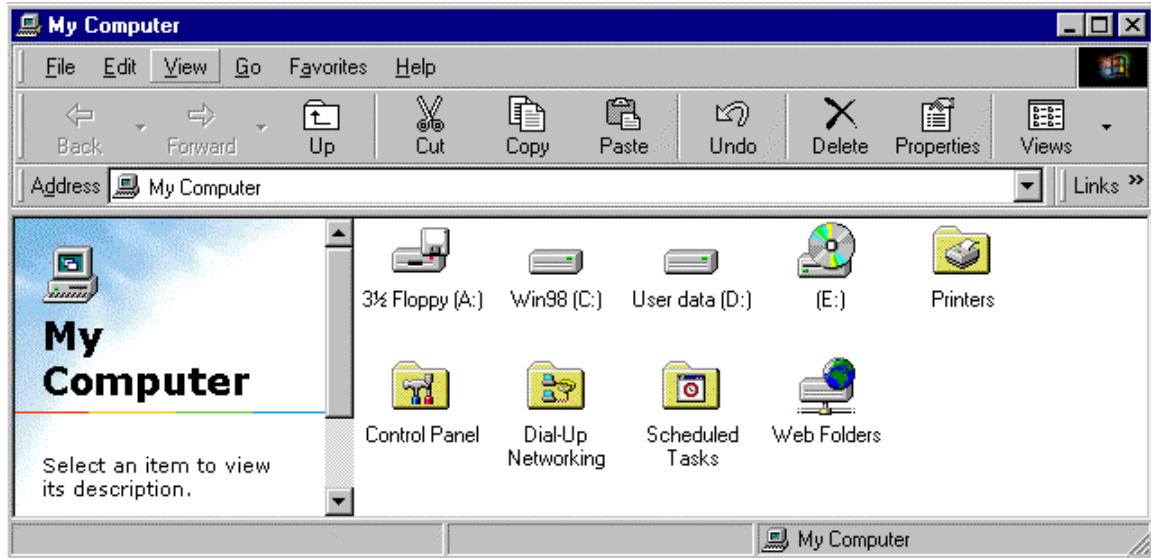 My Computer
File Edit View Go Favorites Help
Back Forward Up Cut Copy Paste Undo Delete Properties Views
Address My Computer Links »
My
Computer
Select an item to view
its description.
3½ Floppy (A:) Win98 (C:) User data (D:) (E:) Printers
Control Panel Dial-Up Networking Scheduled Tasks Web Folders
My Computer